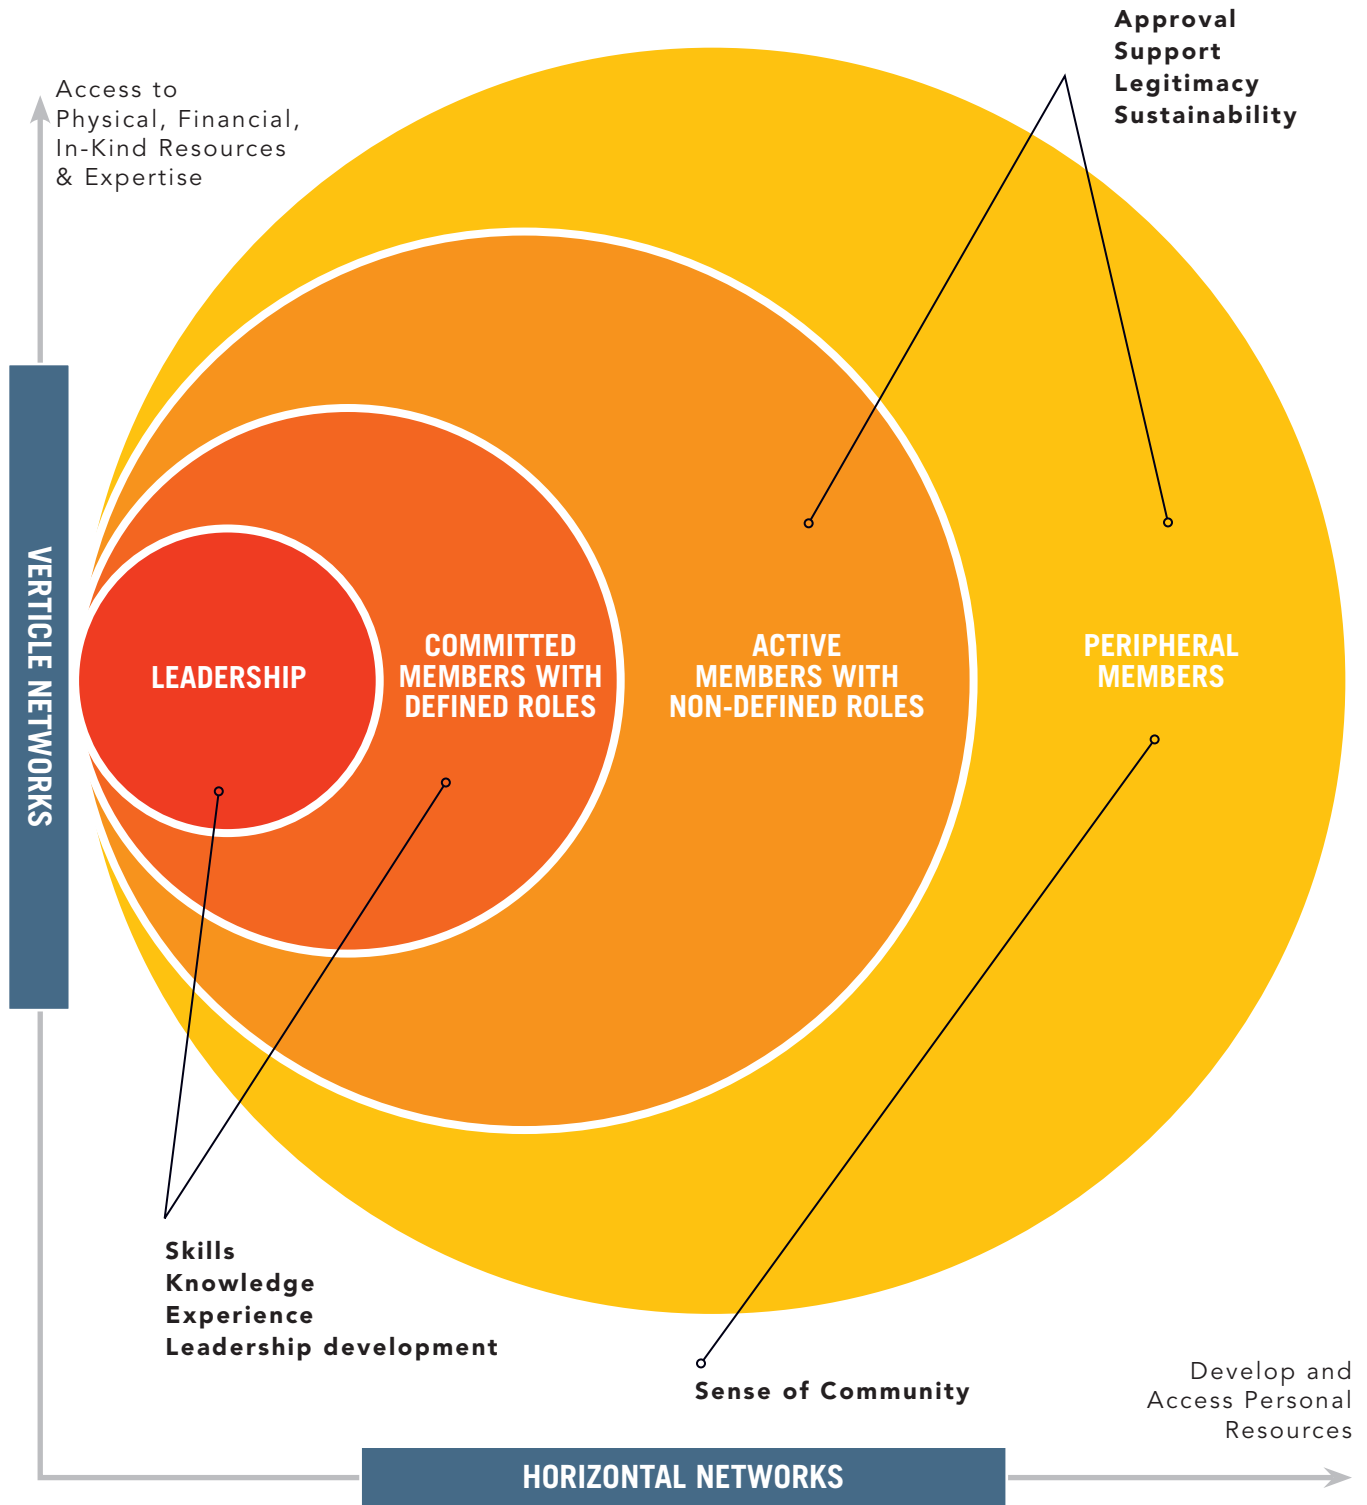 Approval
Support
Legitimacy
Sustainability
Access to
Physical, Financial,
In-Kind Resources
& Expertise
VERTICLE NETWORKS
LEADERSHIP
COMMITTED
MEMBERS WITH
DEFINED ROLES
ACTIVE
MEMBERS WITH
NON-DEFINED ROLES
PERIPHERAL
MEMBERS
Skills
Knowledge
Experience
Leadership development
Sense of Community
Develop and
Access Personal
Resources
HORIZONTAL NETWORKS